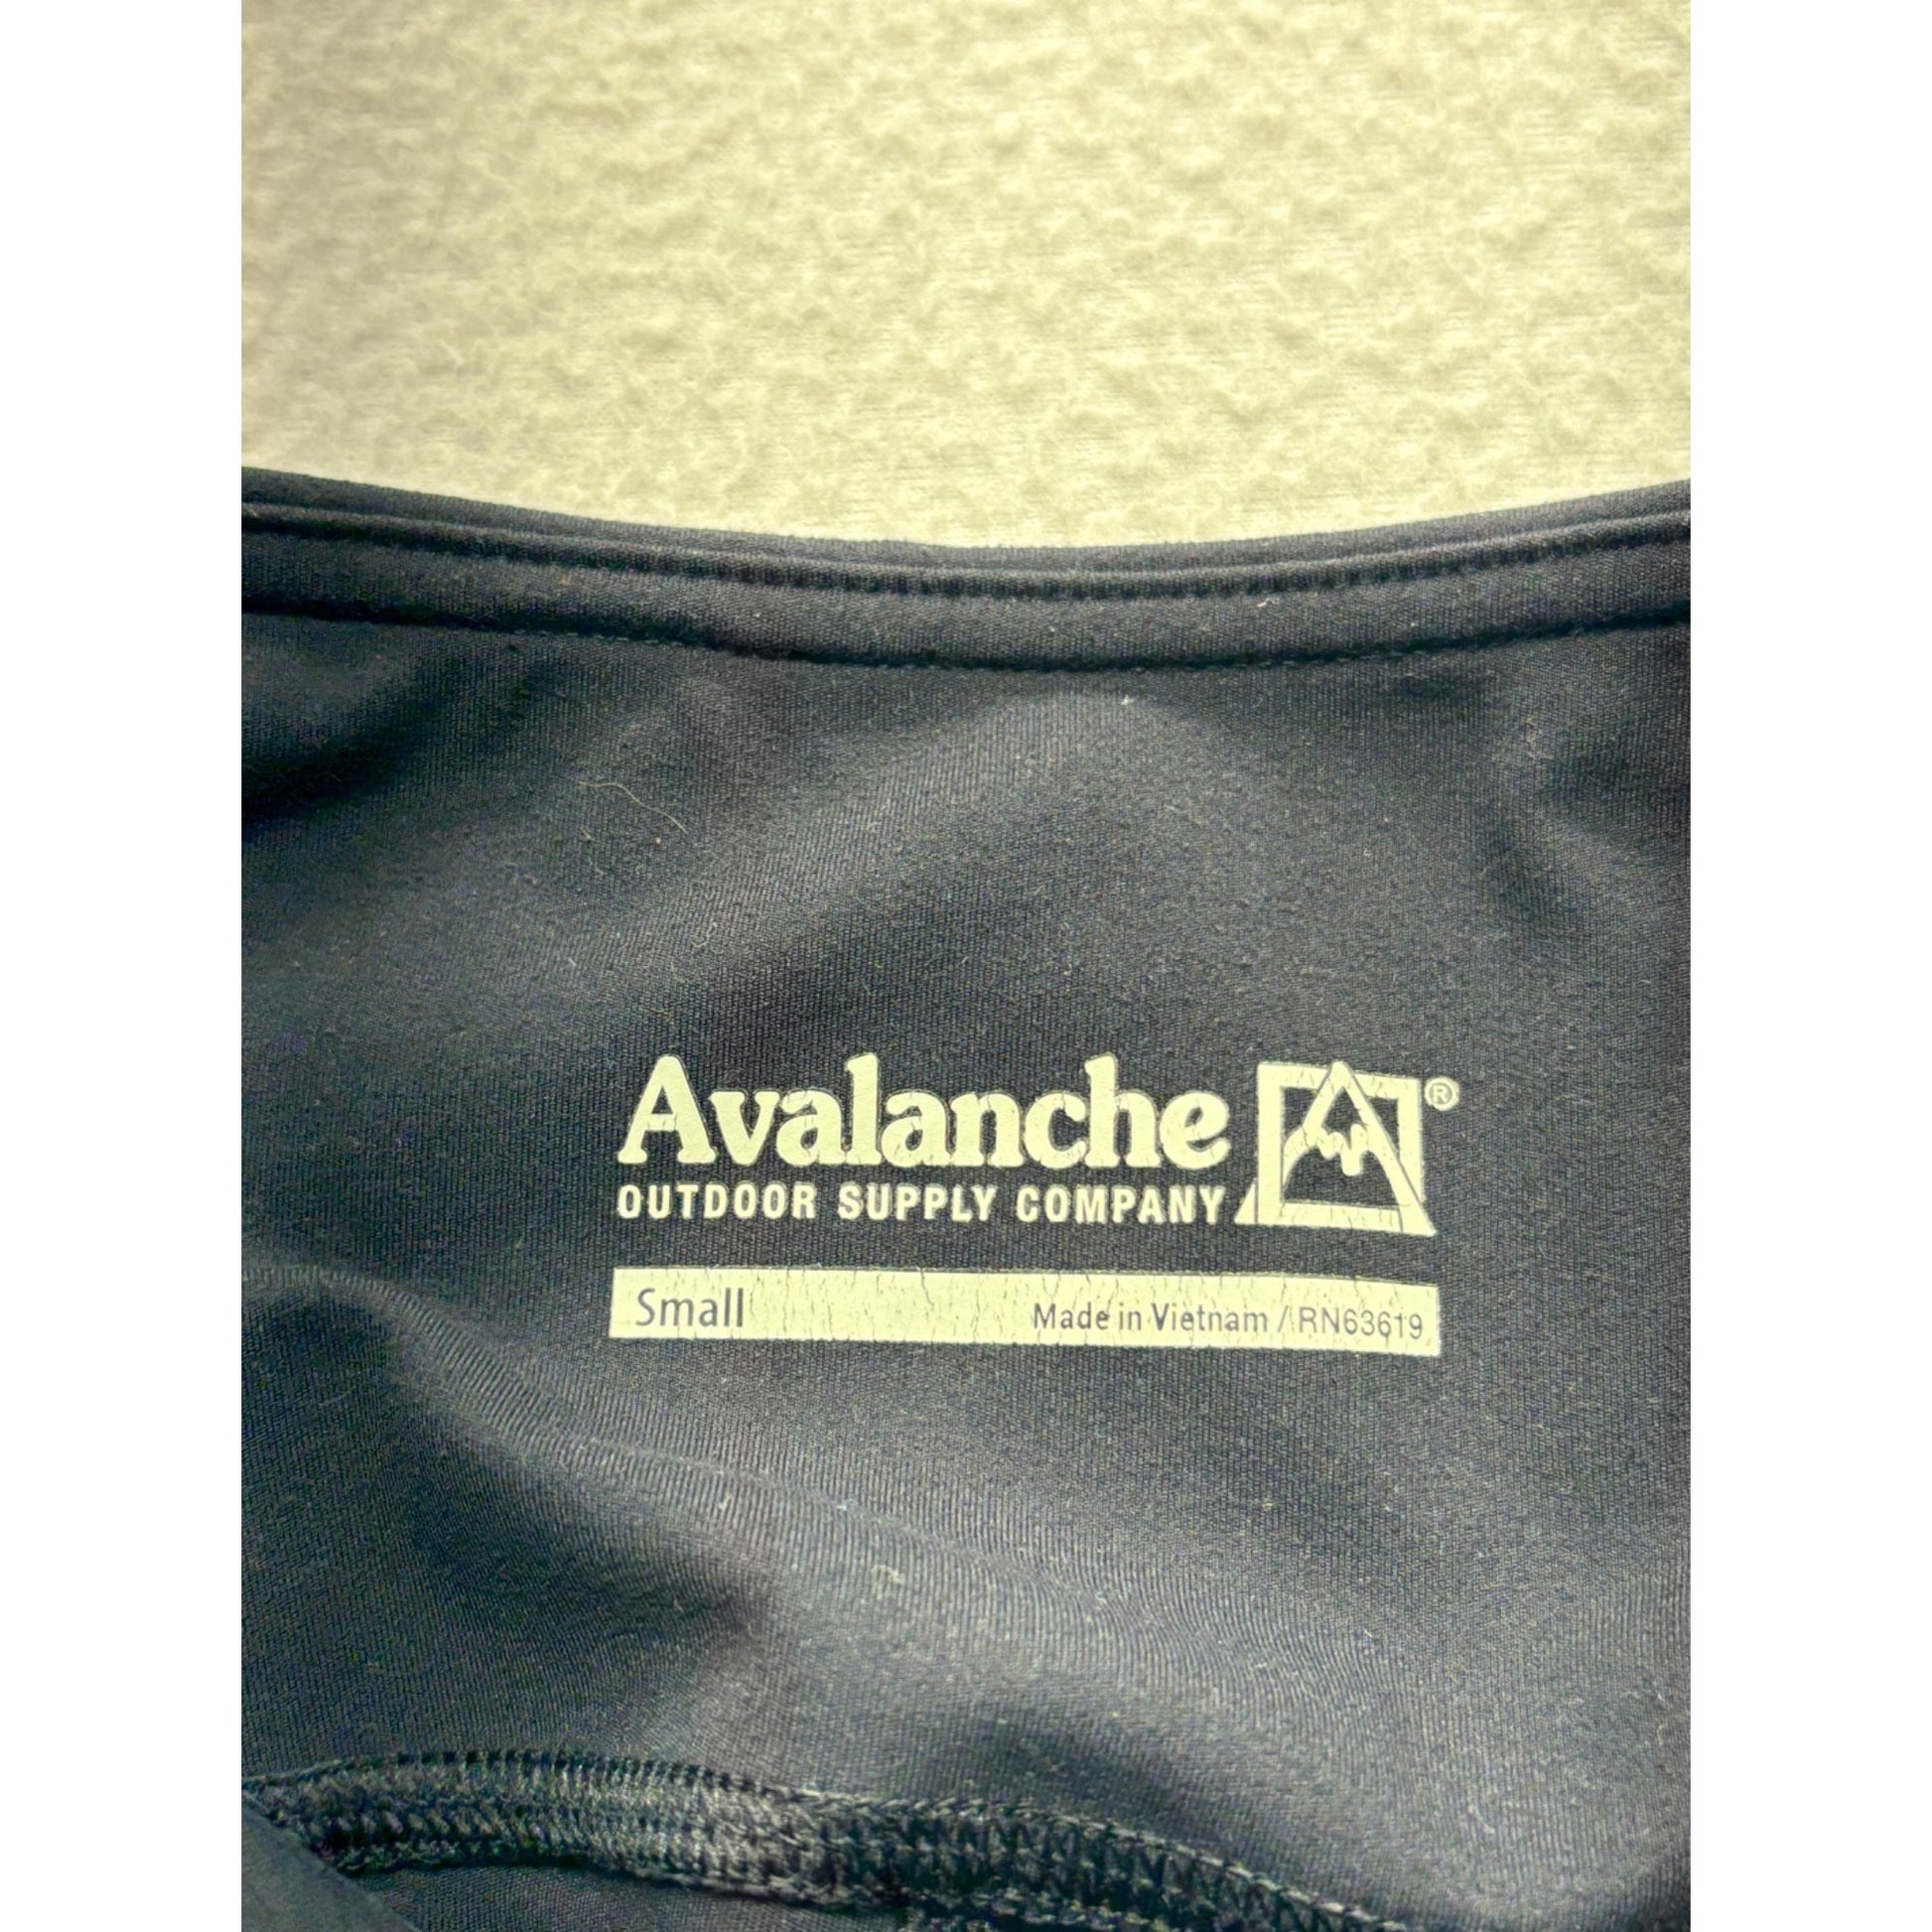 Avalanche ®
OUTDOOR SUPPLY COMPANY
Small Made in Vietnam / RN63619